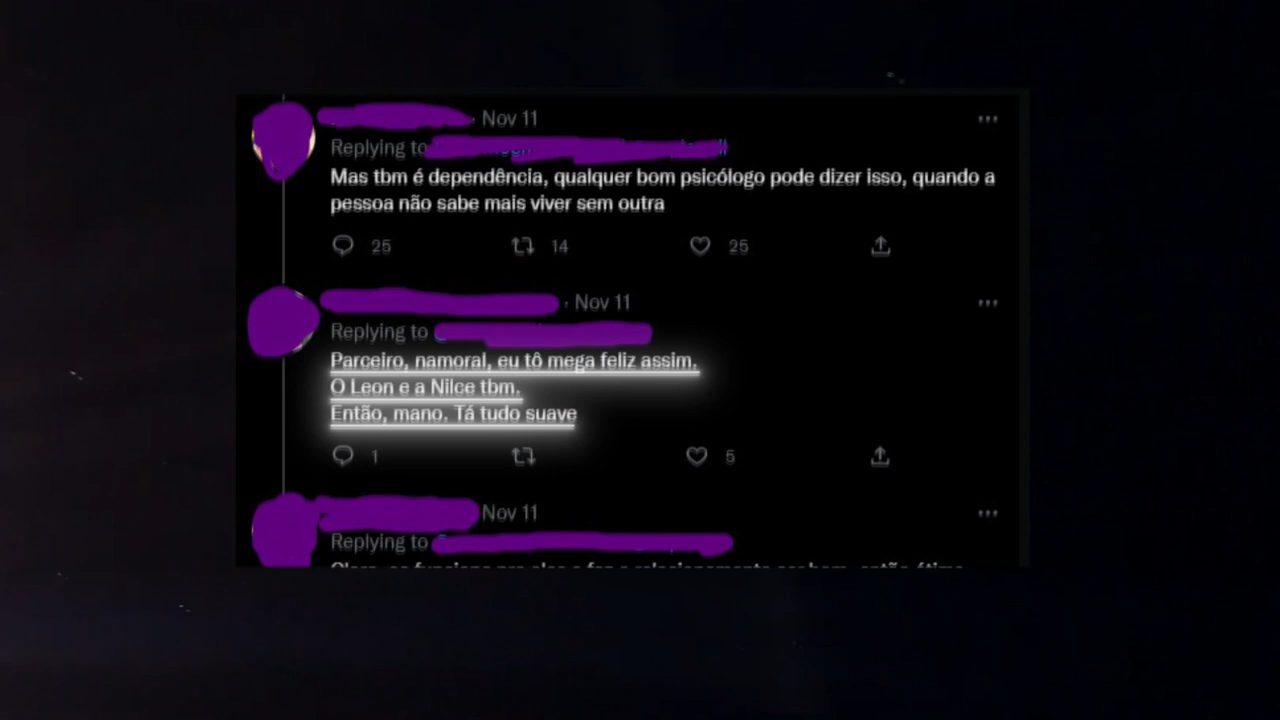 · Nov 11
Replying to
Mas tbm é dependência, qualquer bom psicólogo pode dizer isso, quando a
pessoa não sabe mais viver sem outra
25 14 25
· Nov 11
Replying to
Parceiro, namoral, eu tô mega feliz assim.
O Leon e a Nilce tbm.
Então, mano. Tá tudo suave
1 5
Nov 11
Replying to